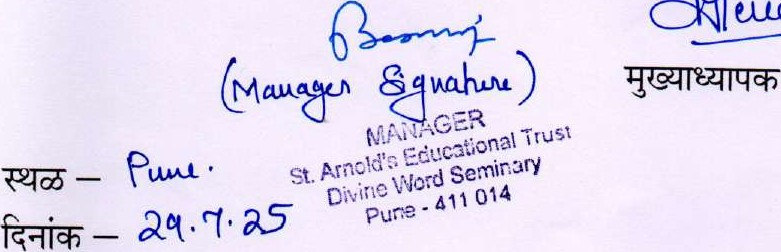 (Manager Signature)
मुख्याध्यापक
MANAGER
St. Arnold's Educational Trust
Divine Word Seminary
Pune - 411 014
स्थळ – Pune.
दिनांक – 29.7.25